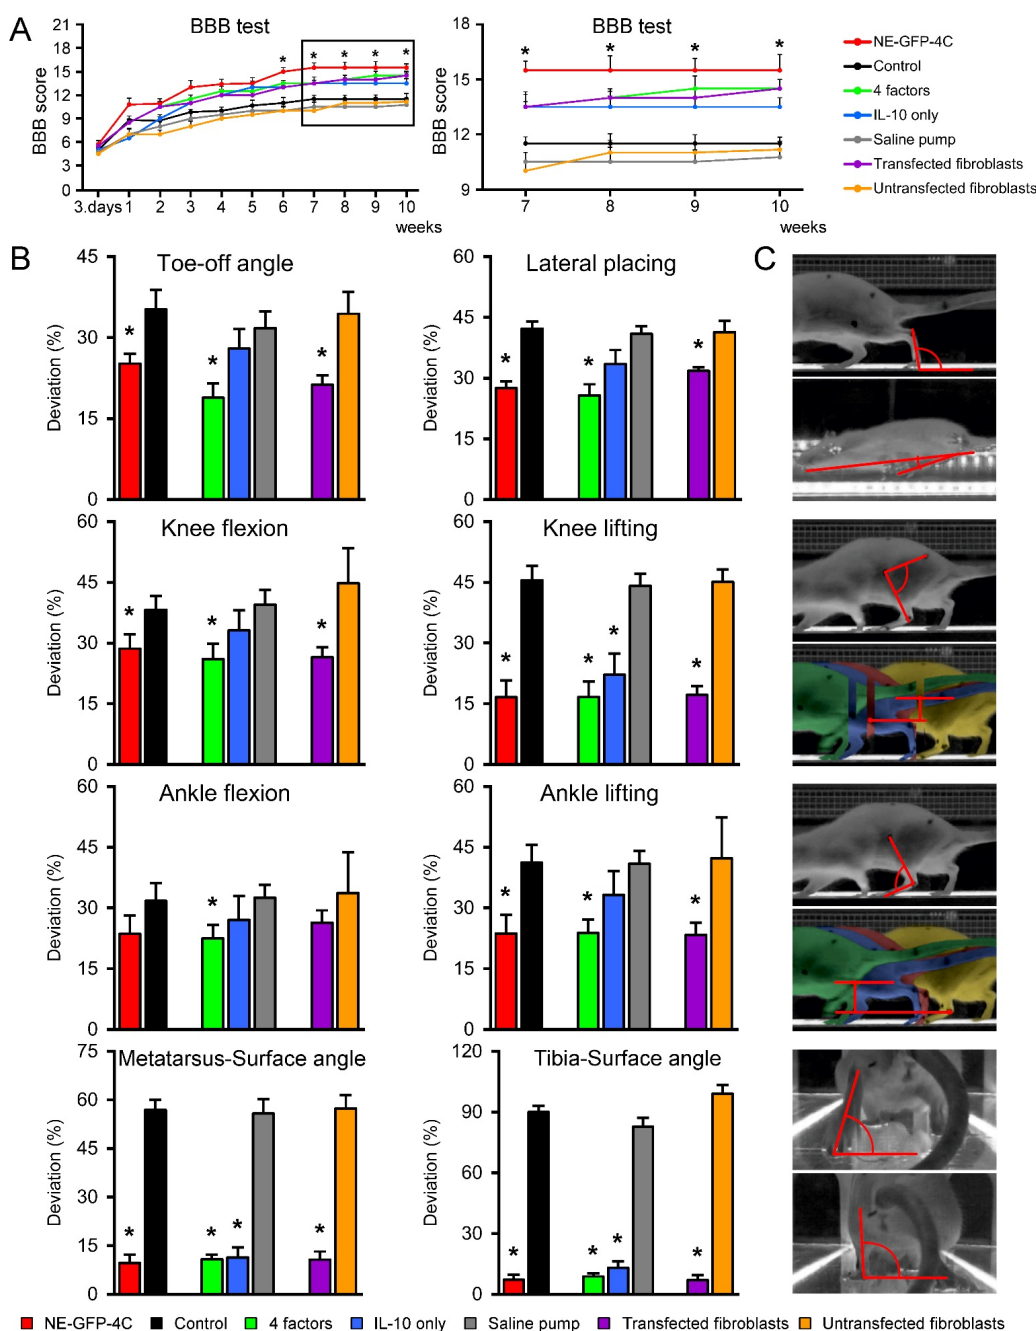 A
BBB test
BBB score
21
18
15
12
9
6
3
0
3.days 1 2 3 4 5 6 7 8 9 10
weeks
* * * * *
BBB test
BBB score
18
15
12
9
7 8 9 10
weeks
* * * *
NE-GFP-4C
Control
4 factors
IL-10 only
Saline pump
Transfected fibroblasts
Untransfected fibroblasts
B
Toe-off angle
Deviation (%)
45
30
15
0
* * *
Lateral placing
Deviation (%)
60
45
30
15
0
* * *
C
Knee flexion
Deviation (%)
60
45
30
15
0
* * *
Knee lifting
Deviation (%)
60
45
30
15
0
* * * *
Ankle flexion
Deviation (%)
60
45
30
15
0
*
Ankle lifting
Deviation (%)
60
45
30
15
0
* * *
Metatarsus-Surface angle
Deviation (%)
75
60
45
30
15
0
* * * *
Tibia-Surface angle
Deviation (%)
120
90
60
30
0
* * * *
NE-GFP-4C Control 4 factors IL-10 only Saline pump Transfected fibroblasts Untransfected fibroblasts